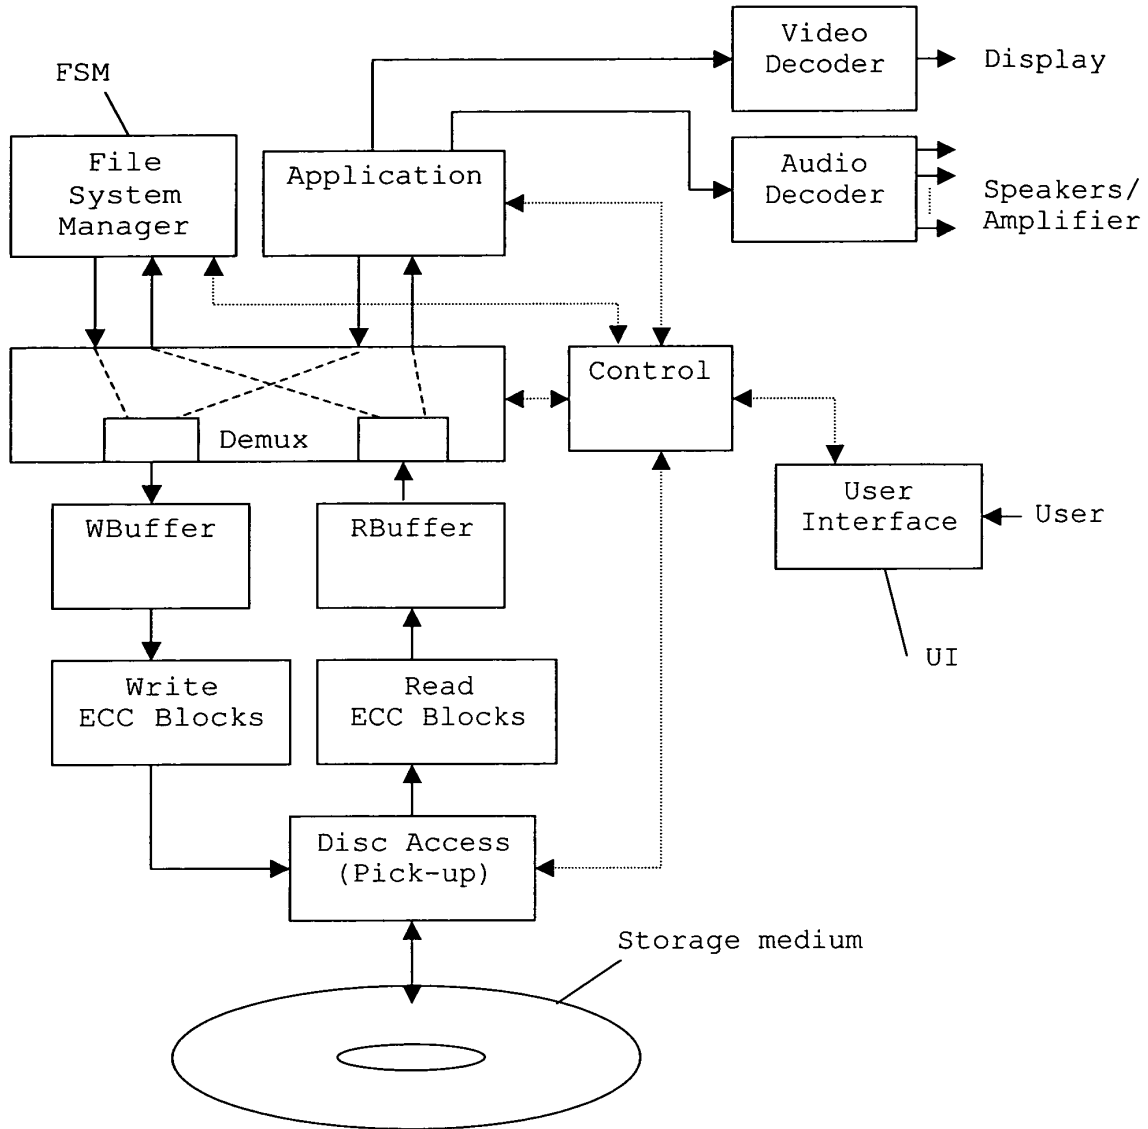 Video
Decoder
Display
FSM
File
System
Manager
Application
Audio
Decoder
Speakers/
Amplifier
Control
Demux
WBuffer
RBuffer
User
Interface
User
UI
Write
ECC Blocks
Read
ECC Blocks
Disc Access
(Pick-up)
Storage medium